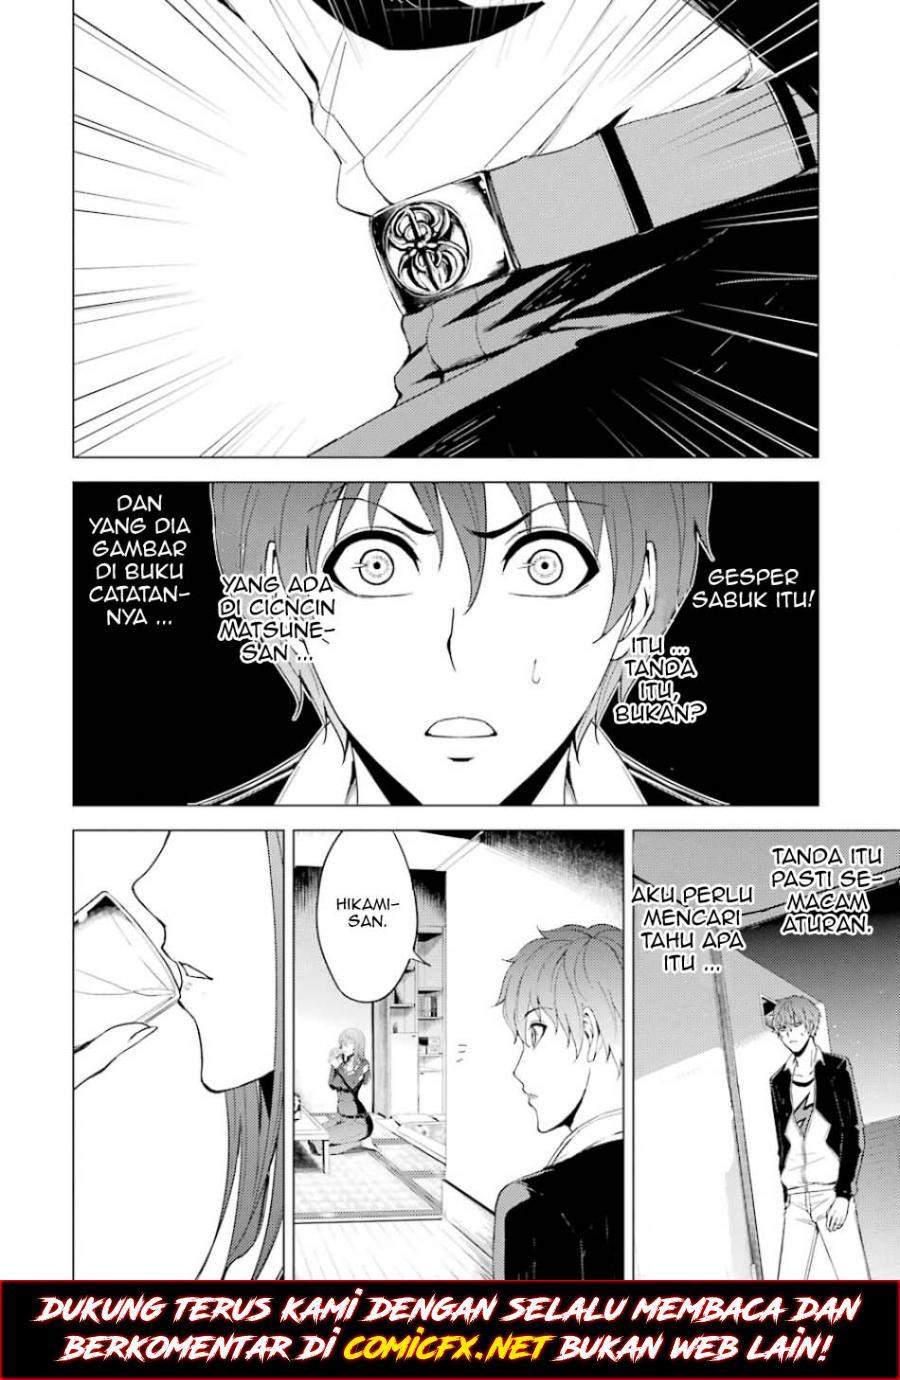 GESPER
SABUK ITU!
ITU ...
TANDA
ITU,
BUKAN?
YANG ADA
DI CICNCIN
MATSUNE-
SAN ...
DAN
YANG DIA
GAMBAR
DI BUKU
CATATAN-
NYA ...
TANDA ITU
PASTI SE-
MACAM
ATURAN.
AKU PERLU
MENCARI
TAHU APA
ITU ...
HIKAMI-
SAN.
DUKUNG TERUS KAMI DENGAN SELALU MEMBACA DAN
BERKOMENTAR DI COMICFX.NET BUKAN WEB LAIN!